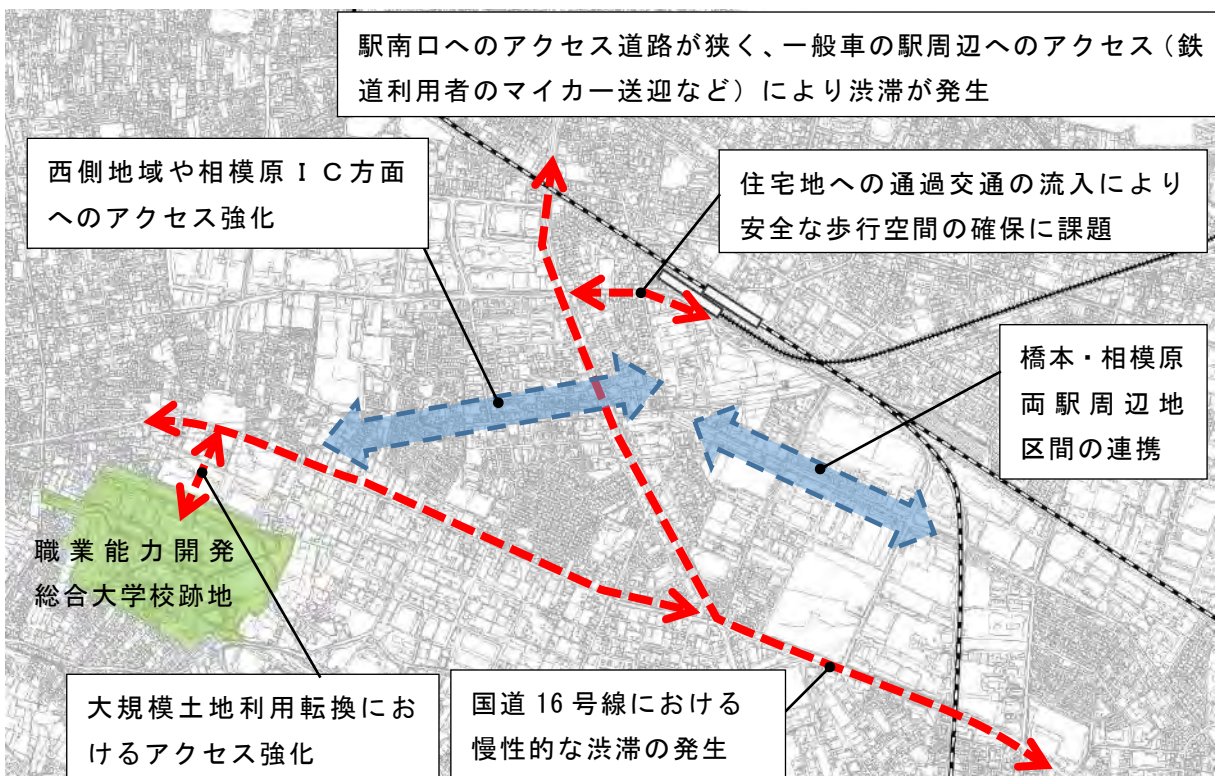 駅南口へのアクセス道路が狭く、一般車の駅周辺へのアクセス（鉄
道利用者のマイカー送迎など）により渋滞が発生
西側地域や相模原ＩＣ方面
へのアクセス強化
住宅地への通過交通の流入により
安全な歩行空間の確保に課題
橋本・相模原
両駅周辺地
区間の連携
職業能力開発
総合大学校跡地
大規模土地利用転換にお
けるアクセス強化
国道 16 号線における
慢性的な渋滞の発生